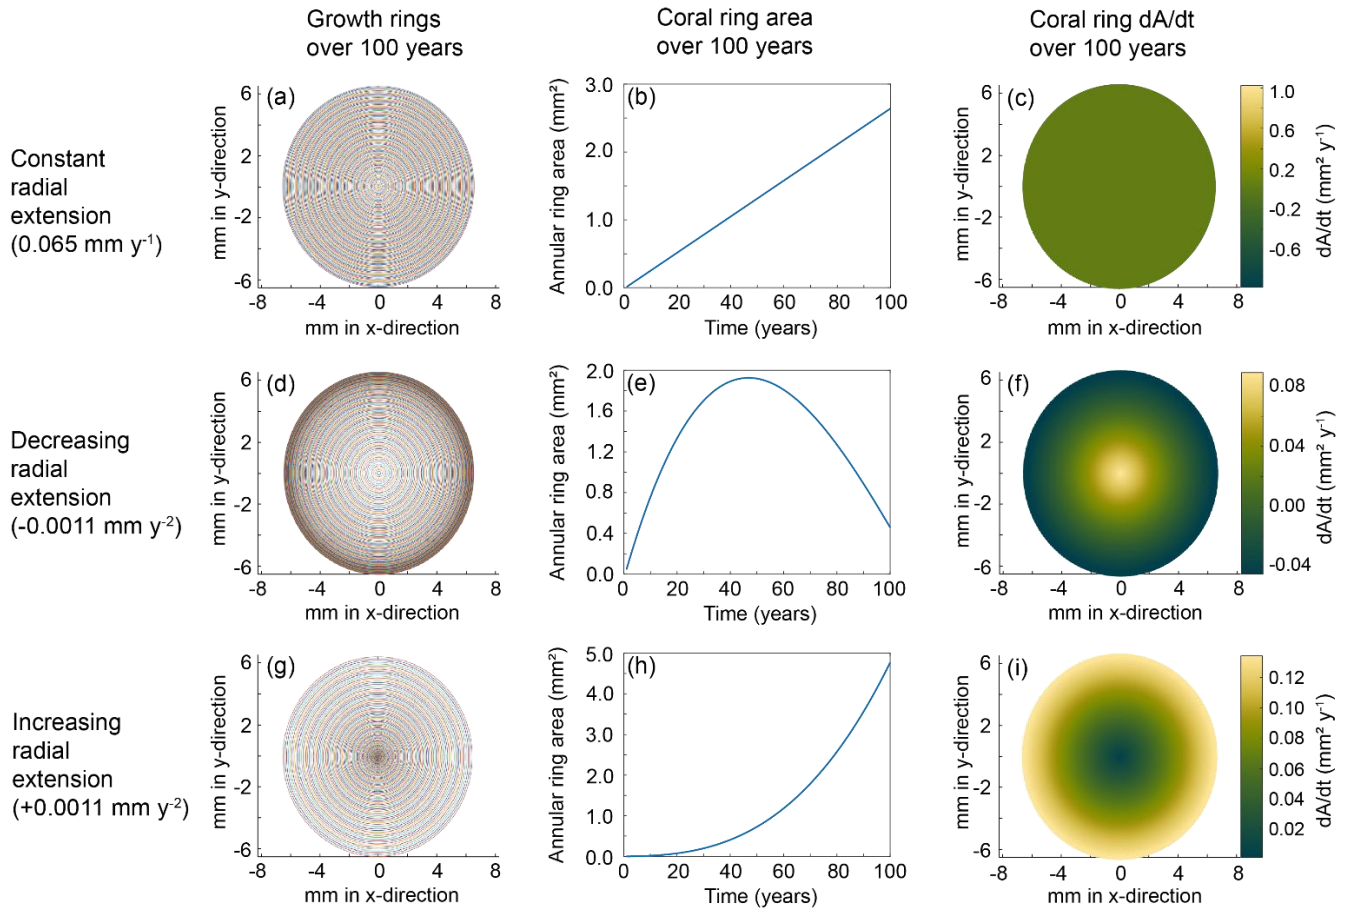 Growth rings
over 100 years
Coral ring area
over 100 years
Coral ring dA/dt
over 100 years
Constant
radial
extension
(0.065 mm y⁻¹)
(a)
mm in y-direction
6
2
-2
-6
-8 -4 0 4 8
mm in x-direction
(b)
Annular ring area (mm²)
3.0
2.0
1.0
0.0
0 20 40 60 80 100
Time (years)
(c)
mm in y-direction
6
2
-2
-6
-8 -4 0 4 8
mm in x-direction
1.0
0.6
0.2
-0.2
-0.6
dA/dt (mm² y⁻¹)
Decreasing
radial
extension
(-0.0011 mm y⁻²)
(d)
mm in y-direction
6
2
-2
-6
-8 -4 0 4 8
mm in x-direction
(e)
Annular ring area (mm²)
2.0
1.6
1.2
0.8
0.4
0.0
0 20 40 60 80 100
Time (years)
(f)
mm in y-direction
6
2
-2
-6
-8 -4 0 4 8
mm in x-direction
0.08
0.04
0.00
-0.04
dA/dt (mm² y⁻¹)
Increasing
radial
extension
(+0.0011 mm y⁻²)
(g)
mm in y-direction
6
2
-2
-6
-8 -4 0 4 8
mm in x-direction
(h)
Annular ring area (mm²)
5.0
4.0
3.0
2.0
1.0
0.0
0 20 40 60 80 100
Time (years)
(i)
mm in y-direction
6
2
-2
-6
-8 -4 0 4 8
mm in x-direction
0.12
0.10
0.08
0.06
0.04
0.02
dA/dt (mm² y⁻¹)